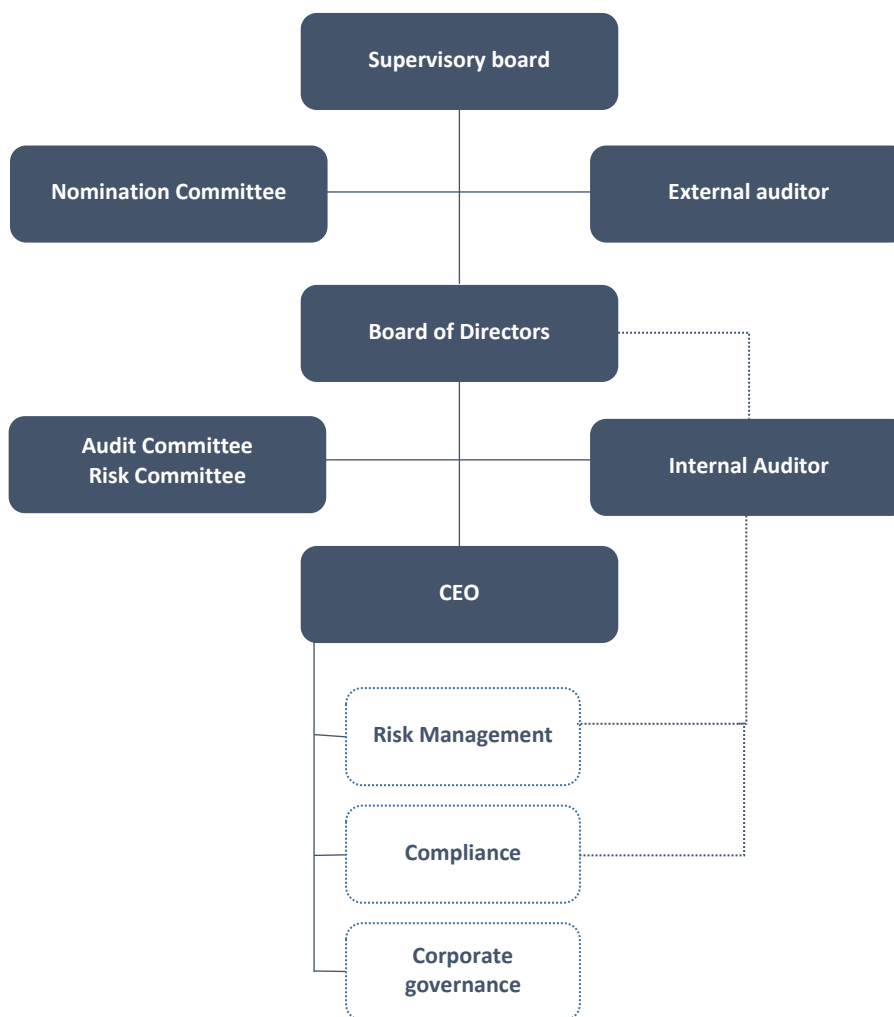 Supervisory board
Nomination Committee
External auditor
Board of Directors
Audit Committee
Risk Committee
Internal Auditor
CEO
Risk Management
Compliance
Corporate
governance